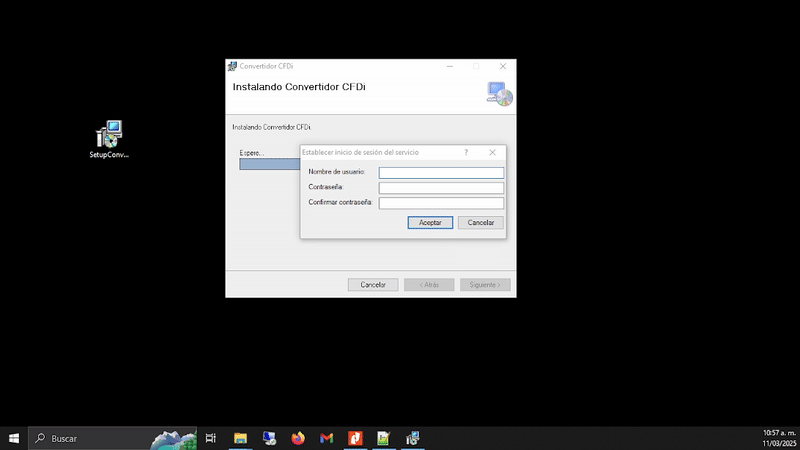 Convertidor CFDi
Instalando Convertidor CFDi
Instalando Convertidor CFDi.
Espere...
Establecer inicio de sesión del servicio
?
Nombre de usuario:
Contraseña:
Confirmar contraseña:
Aceptar
Cancelar
Cancelar
< Atrás
Siguiente >
SetupConv...
Buscar
10:57 a. m.
11/03/2025